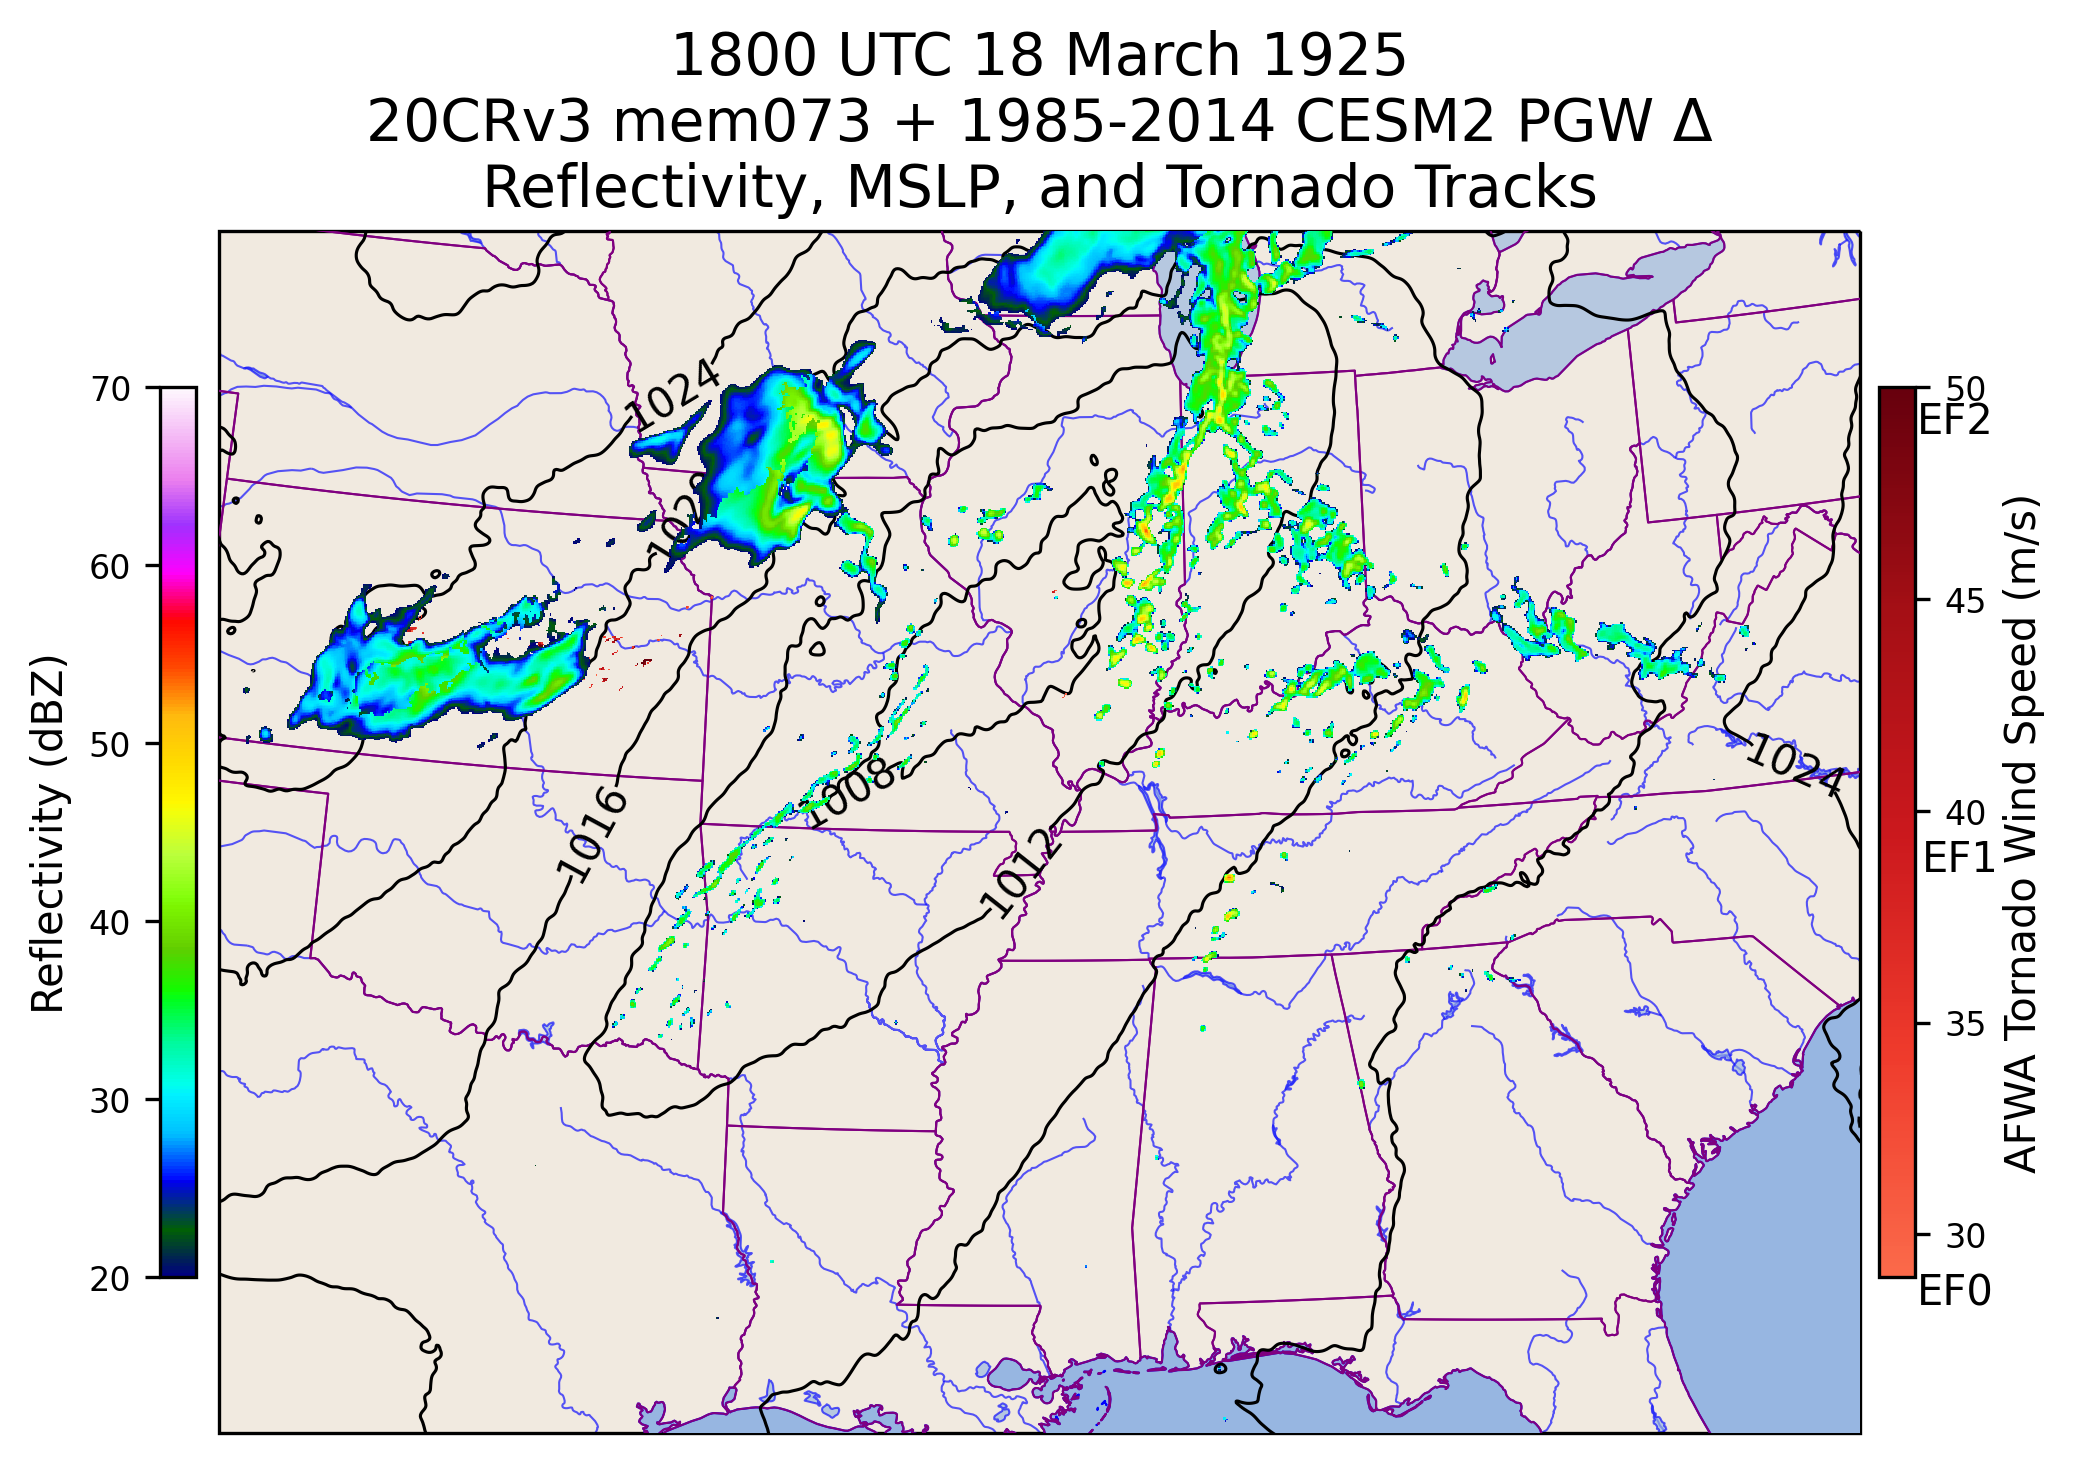 1800 UTC 18 March 1925
20CRv3 mem073 + 1985-2014 CESM2 PGW Δ
Reflectivity, MSLP, and Tornado Tracks
70
60
50
40
30
20
Reflectivity (dBZ)
1024
1020
1016
1008
1012
1024
50
EF2
45
40
EF1
35
30
EF0
AFWA Tornado Wind Speed (m/s)